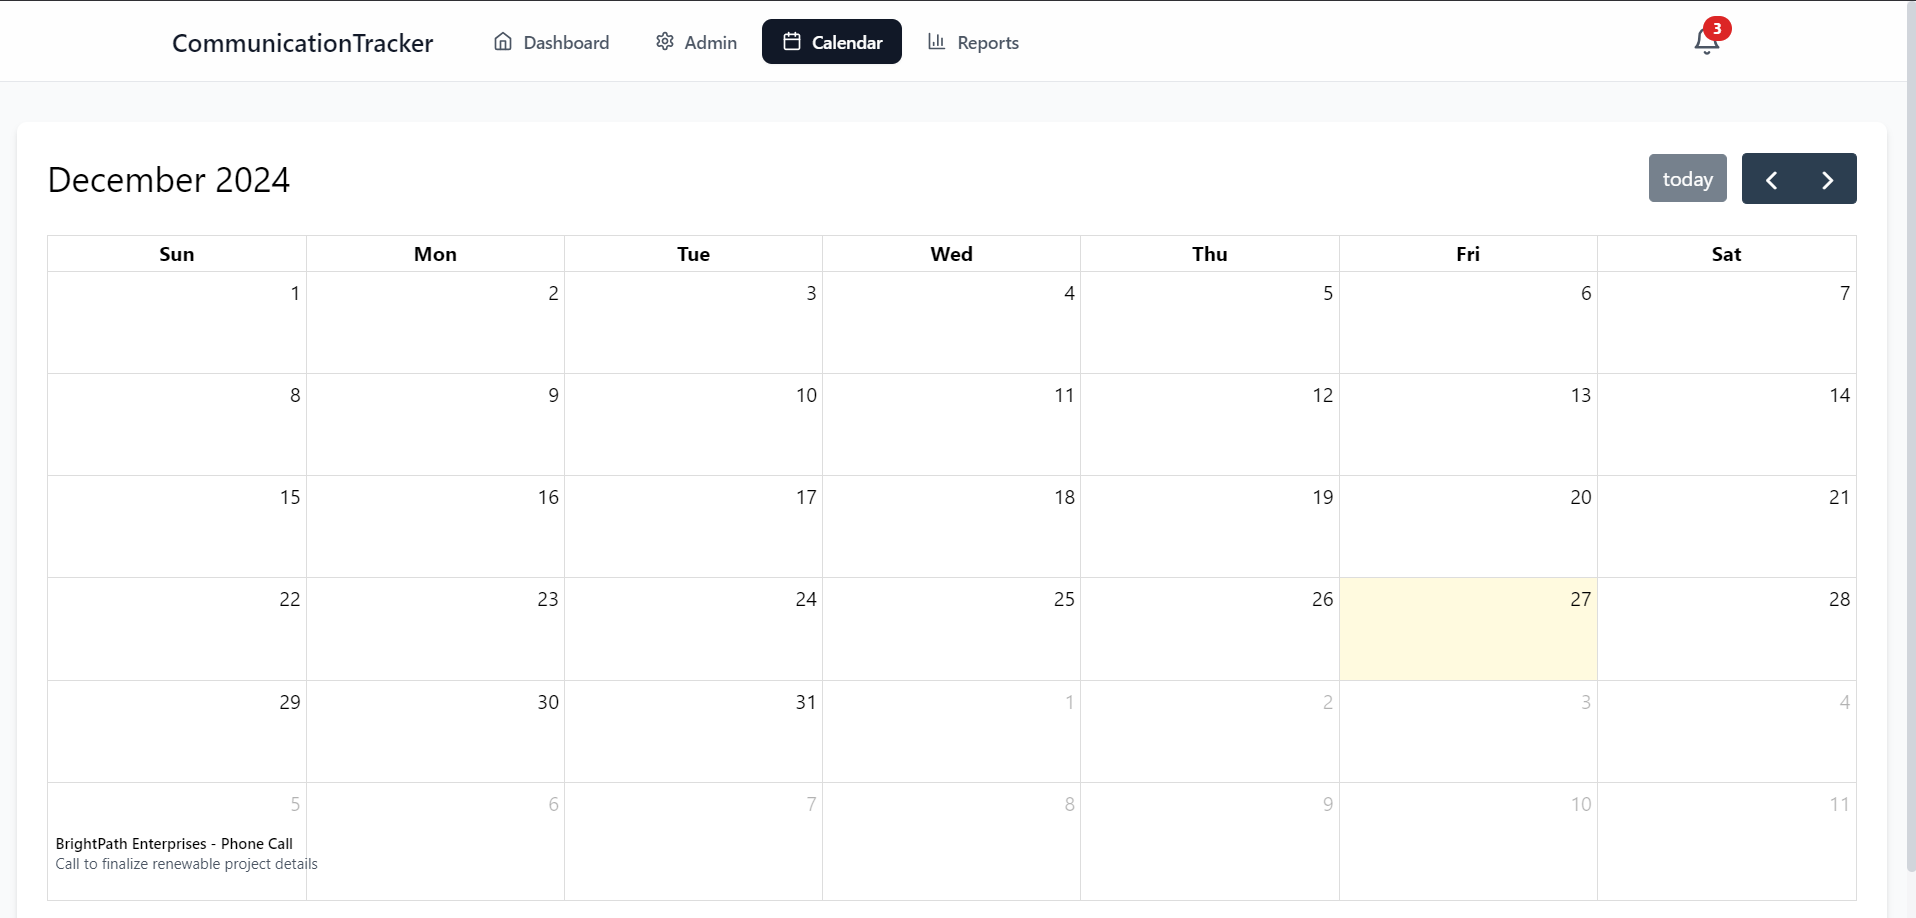 CommunicationTracker Dashboard Admin Calendar Reports 3
December 2024 today
Sun Mon Tue Wed Thu Fri Sat
1 2 3 4 5 6 7
8 9 10 11 12 13 14
15 16 17 18 19 20 21
22 23 24 25 26 27 28
29 30 31 1 2 3 4
5 6 7 8 9 10 11
BrightPath Enterprises - Phone Call
Call to finalize renewable project details